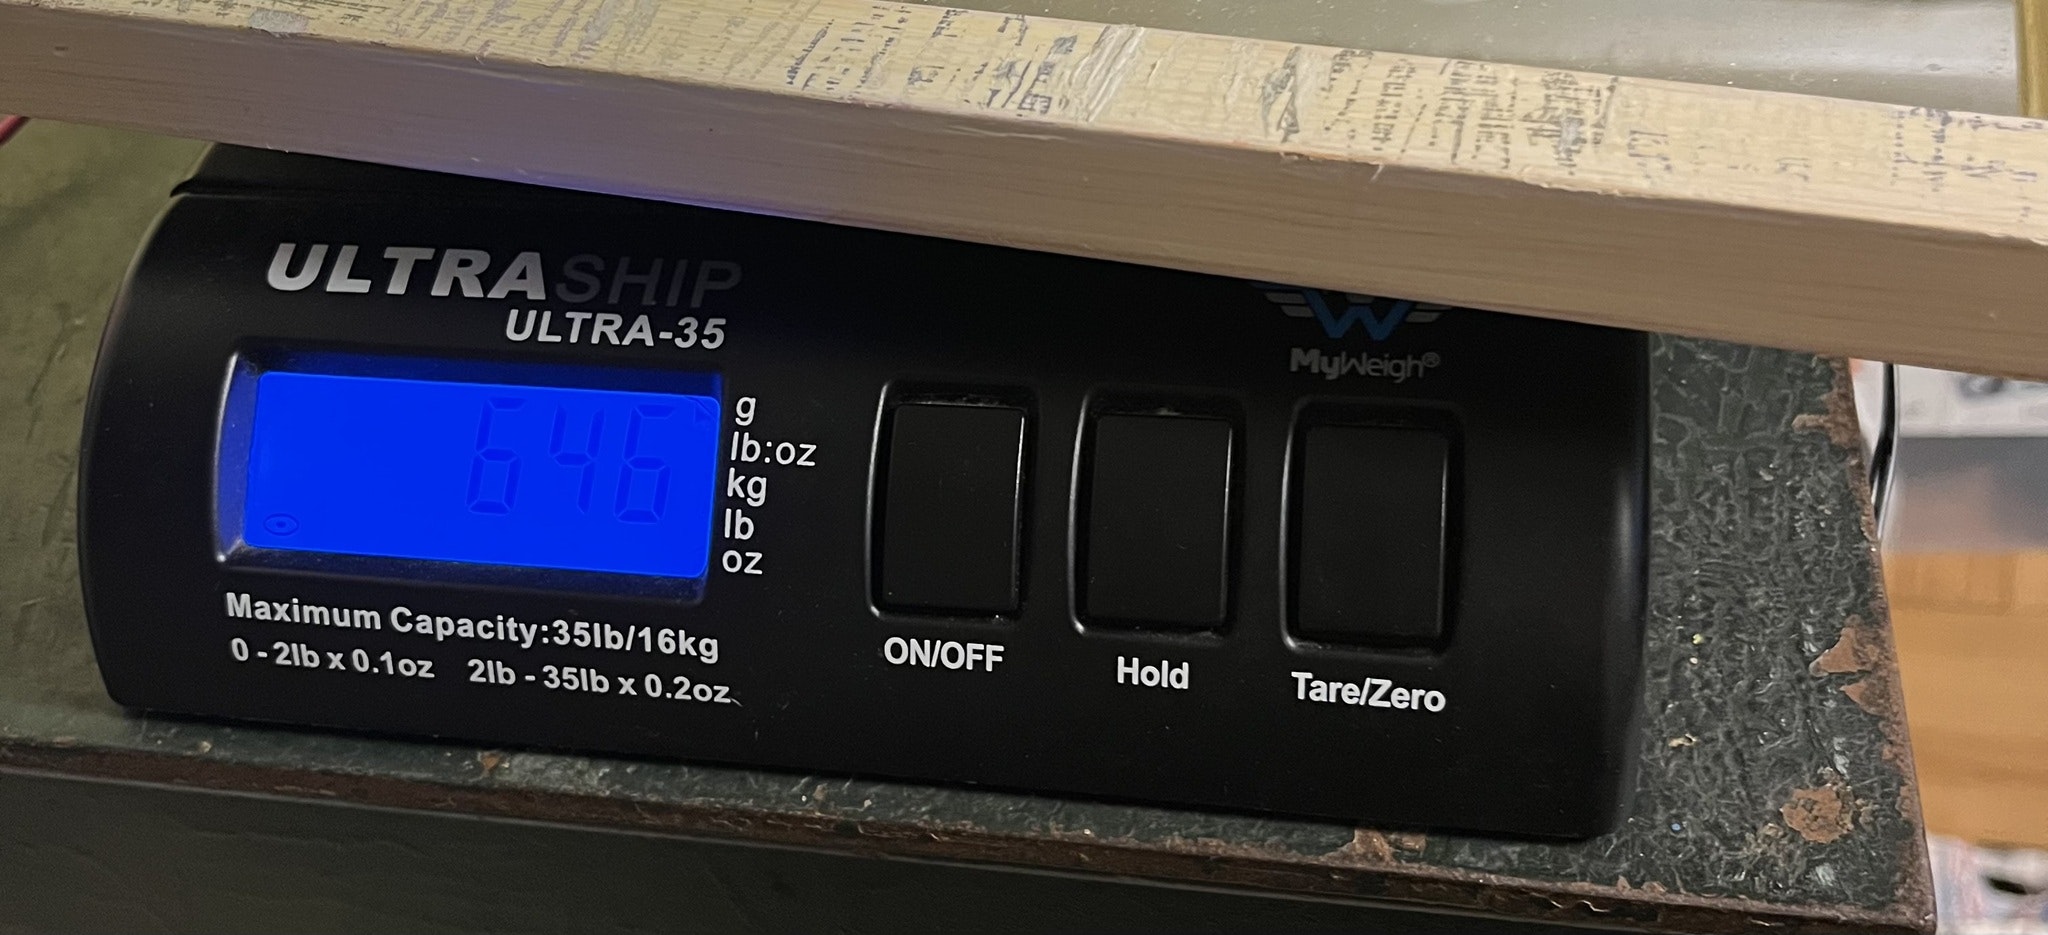 ULTRASHIP
ULTRA-35
MyWeigh®
646
g
lb:oz
kg
lb
oz
Maximum Capacity:35lb/16kg
0 - 2lb x 0.1oz 2lb - 35lb x 0.2oz
ON/OFF
Hold
Tare/Zero